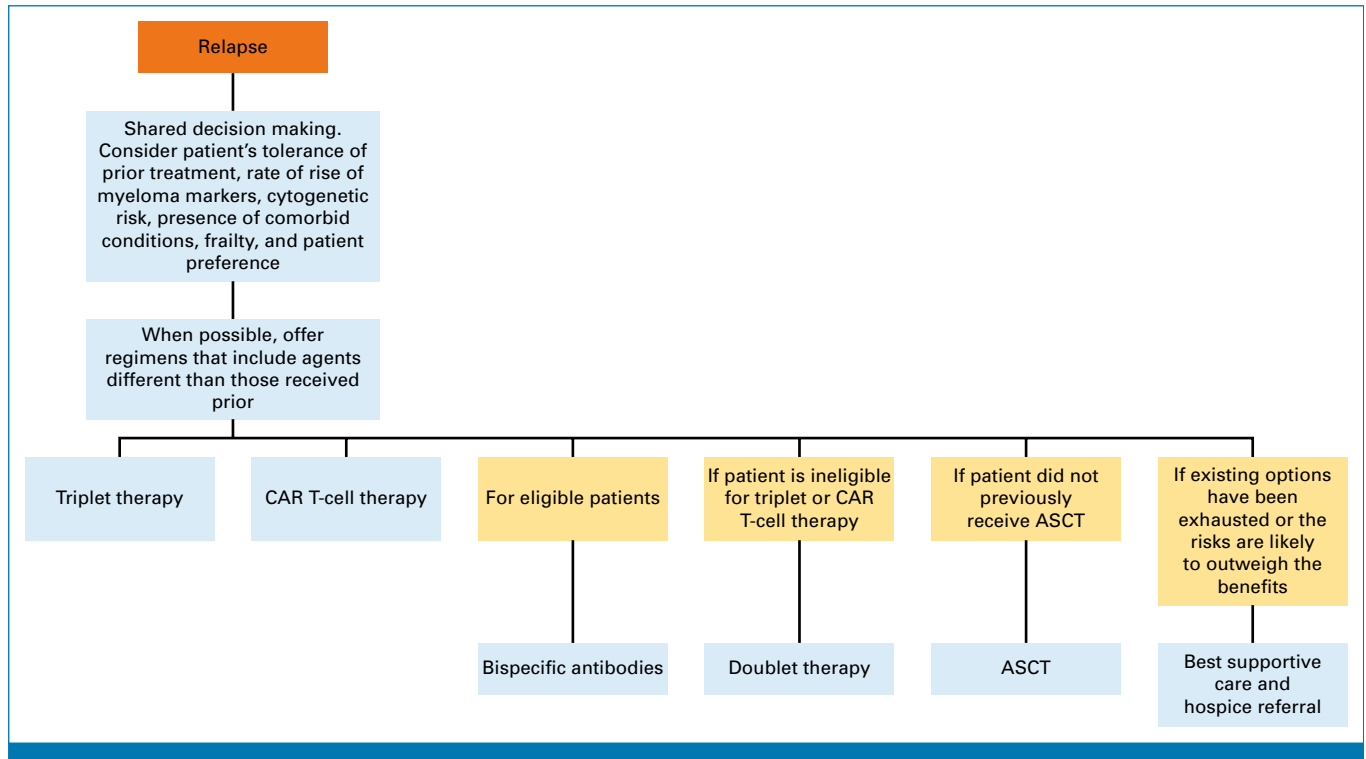 Relapse
Shared decision making.
Consider patient’s tolerance of
prior treatment, rate of rise of
myeloma markers, cytogenetic
risk, presence of comorbid
conditions, frailty, and patient
preference
When possible, offer
regimens that include agents
different than those received
prior
Triplet therapy
CAR T-cell therapy
For eligible patients
If patient is ineligible
for triplet or CAR
T-cell therapy
If patient did not
previously
receive ASCT
If existing options
have been
exhausted or the
risks are likely
to outweigh the
benefits
Bispecific antibodies
Doublet therapy
ASCT
Best supportive
care and
hospice referral